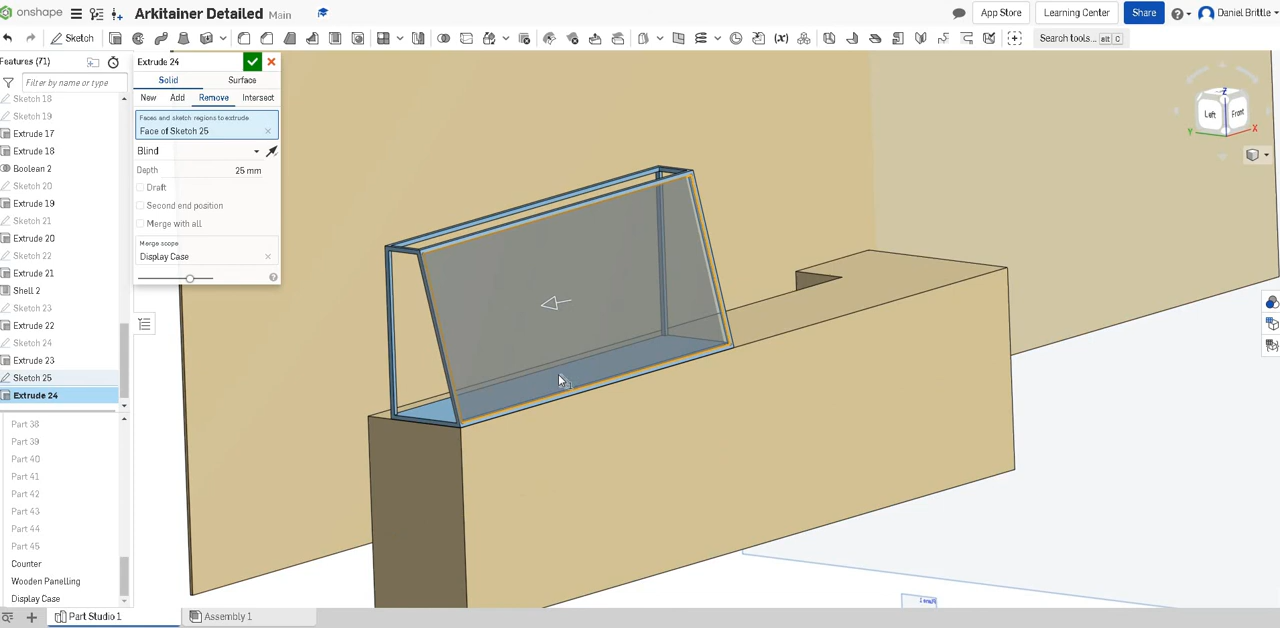 onshape
Arkitainer Detailed
Main
App Store
Learning Center
Share
Daniel Brittle
Sketch
Search tools...
alt
C
Features (71)
Filter by name or type
Sketch 18
Sketch 19
Extrude 17
Extrude 18
Boolean 2
Sketch 20
Extrude 19
Sketch 21
Extrude 20
Sketch 22
Extrude 21
Shell 2
Sketch 23
Extrude 22
Sketch 24
Extrude 23
Sketch 25
Extrude 24
Part 38
Part 39
Part 40
Part 41
Part 42
Part 43
Part 44
Part 45
Counter
Wooden Panelling
Display Case
Extrude 24
Solid
Surface
New
Add
Remove
Intersect
Faces and sketch regions to extrude
Face of Sketch 25
Blind
Depth
25 mm
Draft
Second end position
Merge with all
Merge scope
Display Case
Z
Left
Front
Y
X
Plane 1
Part Studio 1
Assembly 1